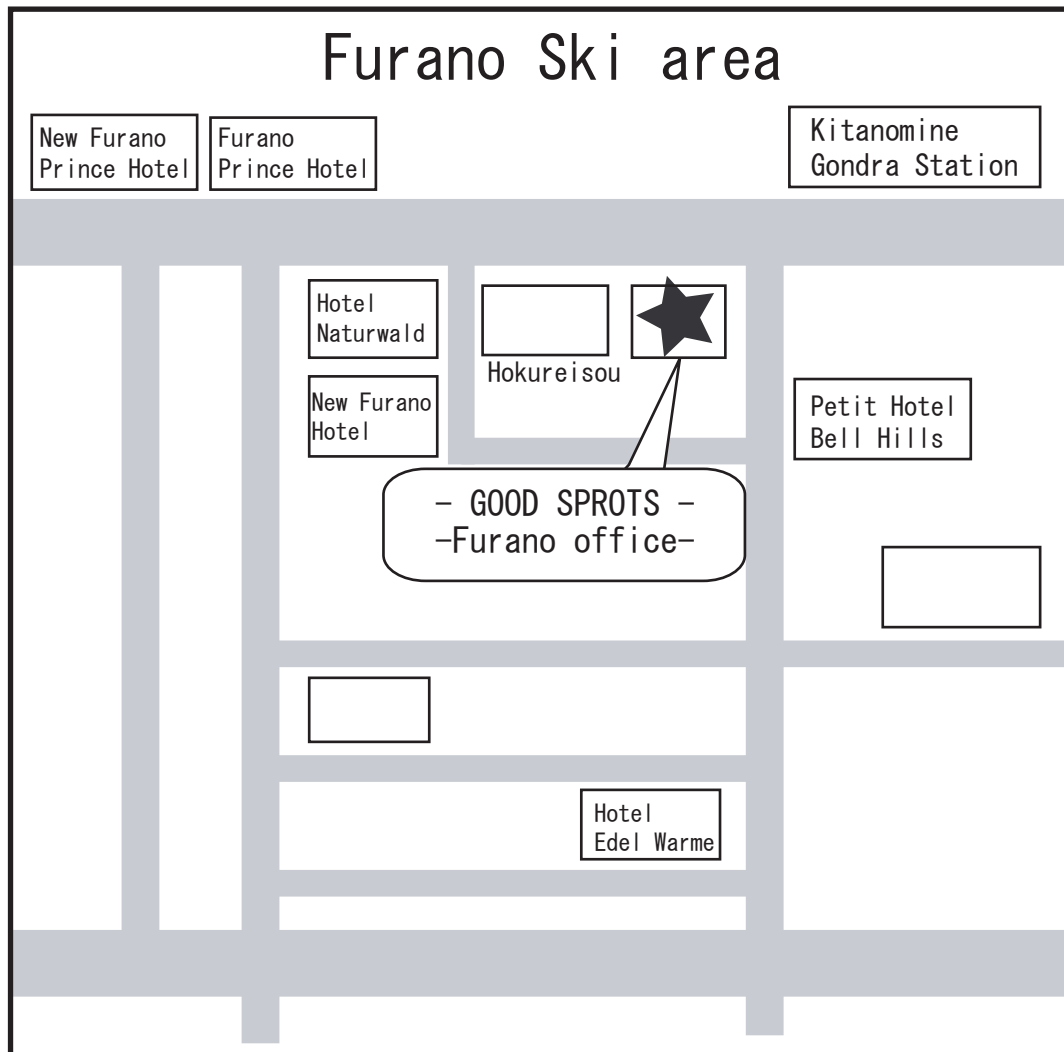 Furano Ski area
New Furano
Prince Hotel
Furano
Prince Hotel
Kitanomine
Gondra Station
Hotel
Naturwald
Hokureisou
New Furano
Hotel
Petit Hotel
Bell Hills
- GOOD SPROTS -
-Furano office-
Hotel
Edel Warme